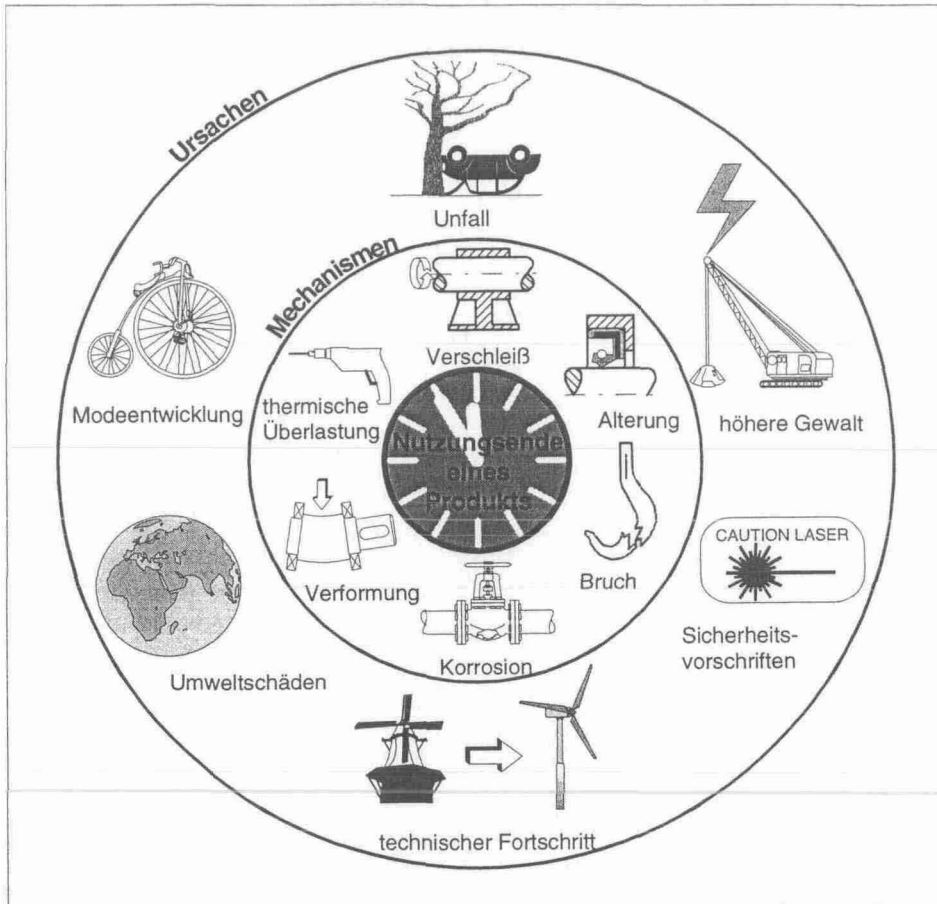 Ursachen
Unfall
Mechanismen
Verschleiß
Modeentwicklung
thermische
Überlastung
Alterung
höhere Gewalt
Nutzungsende
eines
Produkts
CAUTION LASER
Verformung
Bruch
Sicherheits-
vorschriften
Korrosion
Umweltschäden
technischer Fortschritt